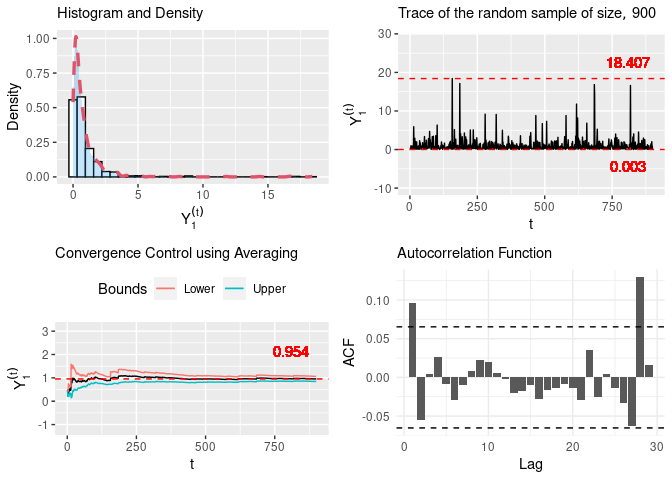 Histogram and Density
1.00
0.75
0.50
0.25
0.00
Density
0
5
10
15
Y₁⁽ᵗ⁾
Trace of the random sample of size, 900
30
20
10
0
-10
Y₁⁽ᵗ⁾
18.407
0.003
0
250
500
750
t
Convergence Control using Averaging
Bounds Lower Upper
3
2
1
0
-1
Y₁⁽ᵗ⁾
0.954
0
250
500
750
t
Autocorrelation Function
0.10
0.05
0.00
-0.05
ACF
0
10
20
30
Lag